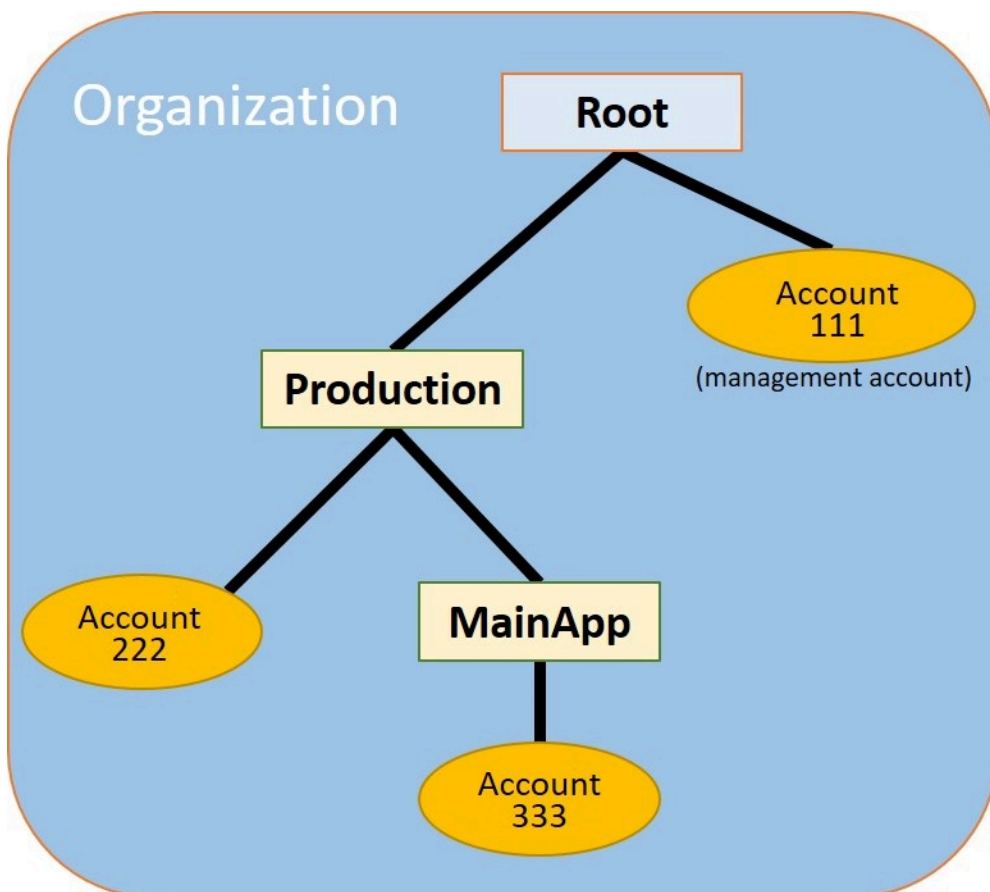 Organization
Root
Account
111
(management account)
Production
Account
222
MainApp
Account
333